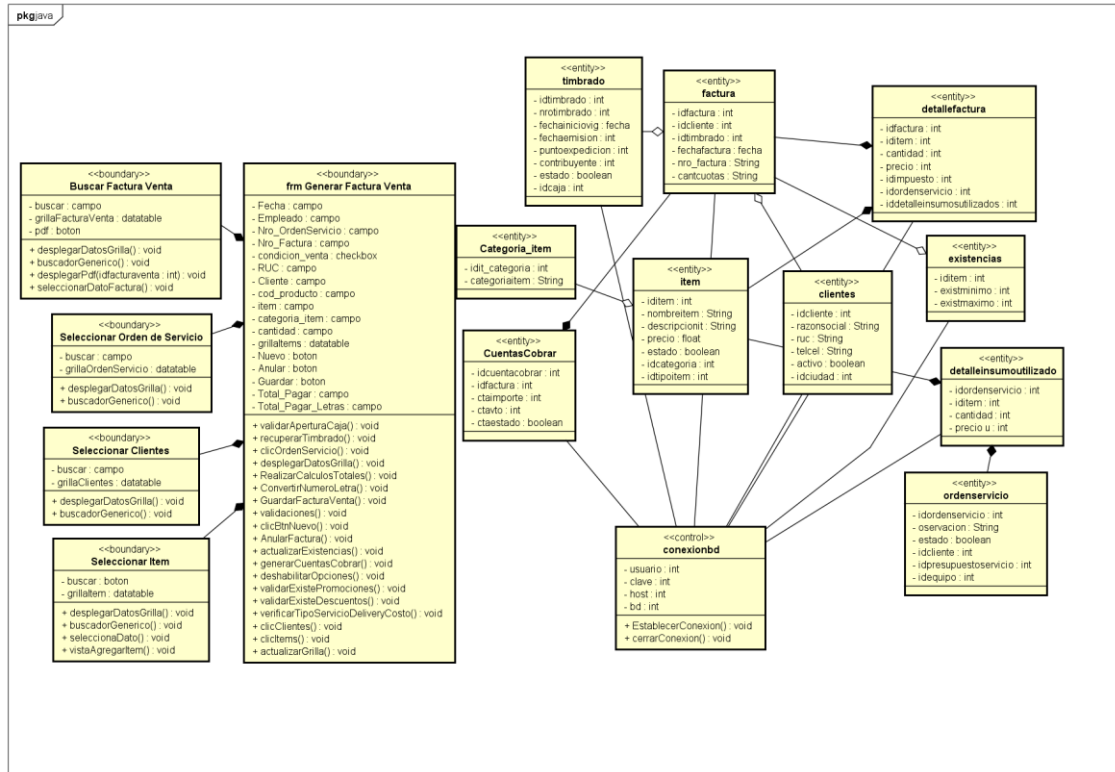 pkg java
<<boundary>>
Buscar Factura Venta
- buscar : campo
- grillaFacturaVenta : datatable
- pdf : boton
+ desplegarDatosGrilla() : void
+ buscadorGenerico() : void
+ desplegarPdf(idfacturaventa : int) : void
+ seleccionarDatoFactura() : void
<<boundary>>
Seleccionar Orden de Servicio
- buscar : campo
- grillaOrdenServicio : datatable
+ desplegarDatosGrilla() : void
+ buscadorGenerico() : void
<<boundary>>
Seleccionar Clientes
- buscar : campo
- grillaClientes : datatable
+ desplegarDatosGrilla() : void
+ buscadorGenerico() : void
<<boundary>>
Seleccionar Item
- buscar : boton
- grillaItem : datatable
+ desplegarDatosGrilla() : void
+ buscadorGenerico() : void
+ seleccionaDato() : void
+ vistaAgregarItem() : void
<<boundary>>
frm Generar Factura Venta
- Fecha : campo
- Empleado : campo
- Nro_OrdenServicio : campo
- Nro_Factura : campo
- condicion_venta : checkbox
- RUC : campo
- Cliente : campo
- cod_producto : campo
- item : campo
- categoria_item : campo
- cantidad : campo
- grillaItems : datatable
- Nuevo : boton
- Anular : boton
- Guardar : boton
- Total_Pagar : campo
- Total_Pagar_Letras : campo
+ validarAperturaCaja() : void
+ recuperarTimbrado() : void
+ clicOrdenServicio() : void
+ desplegarDatosGrilla() : void
+ RealizarCalculosTotales() : void
+ ConvertirNumeroLetra() : void
+ GuardarFacturaVenta() : void
+ validaciones() : void
+ clicBtnNuevo() : void
+ AnularFactura() : void
+ actualizarExistencias() : void
+ generarCuentasCobrar() : void
+ deshabilitarOpciones() : void
+ validarExistePromociones() : void
+ validarExisteDescuentos() : void
+ verificarTipoServicioDeliveryCosto() : void
+ clicClientes() : void
+ clicItems() : void
+ actualizarGrilla() : void
<<entity>>
timbrado
- idtimbrado : int
- nrotimbrado : int
- fechainiciovig : fecha
- fechaemision : int
- puntoexpedicion : int
- contribuyente : int
- estado : boolean
- idcaja : int
<<entity>>
factura
- idfactura : int
- idcliente : int
- idtimbrado : int
- fechafactura : fecha
- nro_factura : String
- cantcuotas : String
<<entity>>
detallefactura
- idfactura : int
- iditem : int
- cantidad : int
- precio : int
- idimpuesto : int
- idordenservicio : int
- iddetalleinsumosutilizados : int
<<entity>>
Categoria_item
- idit_categoria : int
- categoriaitem : String
<<entity>>
item
- iditem : int
- nombreitem : String
- descripcionit : String
- precio : float
- estado : boolean
- idcategoria : int
- idtipoitem : int
<<entity>>
clientes
- idcliente : int
- razonsocial : String
- ruc : String
- telcel : String
- activo : boolean
- idciudad : int
<<entity>>
existencias
- iditem : int
- existminimo : int
- existmaximo : int
<<entity>>
CuentasCobrar
- idcuentacobrar : int
- idfactura : int
- ctaimporte : int
- ctavto : int
- ctaestado : boolean
<<entity>>
detalleinsumoutilizado
- idordenservicio : int
- iditem : int
- cantidad : int
- precio u : int
<<entity>>
ordenservicio
- idordenservicio : int
- oservacion : String
- estado : boolean
- idcliente : int
- idpresupuestoservicio : int
- idequipo : int
<<control>>
conexionbd
- usuario : int
- clave : int
- host : int
- bd : int
+ EstablecerConexion() : void
+ cerrarConexion() : void